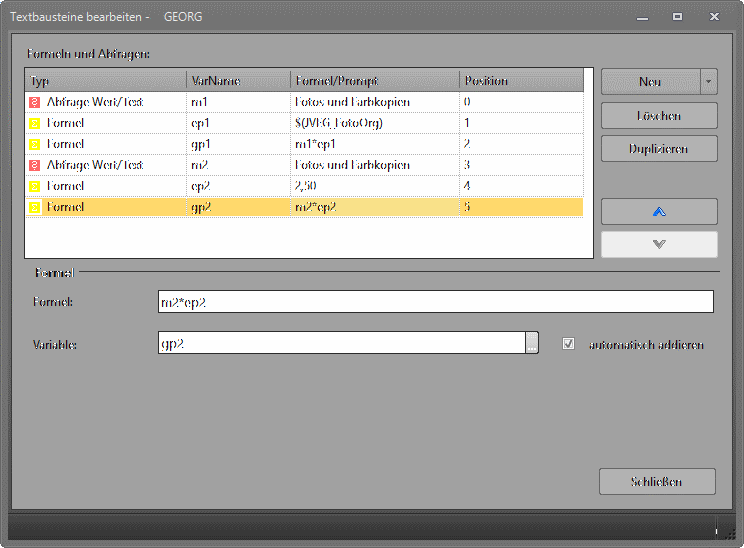 Textbausteine bearbeiten - GEORG
Formeln und Abfragen:
Typ VarName Formel/Prompt Position
Abfrage Wert/Text m1 Fotos und Farbkopien 0
Formel ep1 $(JVEG_FotoOrg) 1
Formel gp1 m1*ep1 2
Abfrage Wert/Text m2 Fotos und Farbkopien 3
Formel ep2 2,50 4
Formel gp2 m2*ep2 5
Neu
Löschen
Duplizieren
Formel
Formel: m2*ep2
Variable: gp2 ... automatisch addieren
Schließen